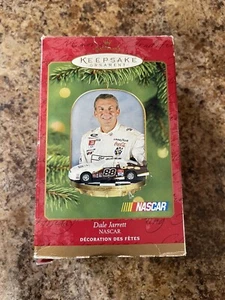 KEEPSAKE
ORNAMENT
88
NASCAR
Dale Jarrett
NASCAR
DÉCORATION DES FÊTES